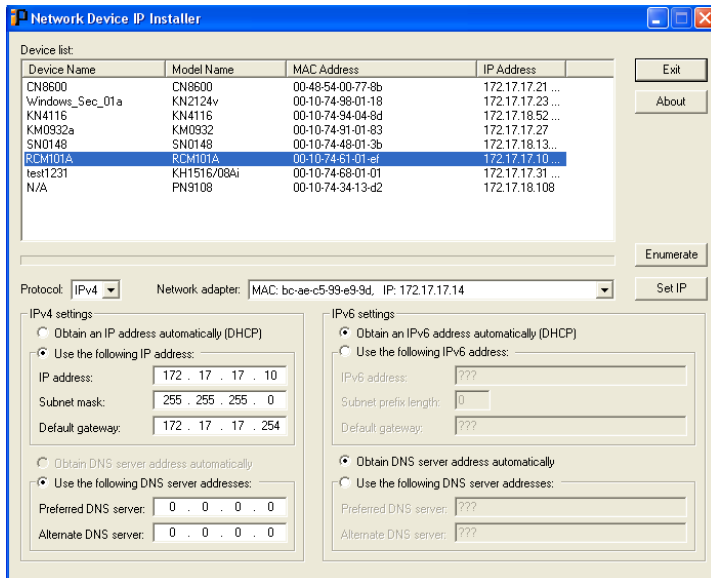 Network Device IP Installer
Device list:
Device Name Model Name MAC Address IP Address
CN8600 CN8600 00-48-54-00-77-8b 172.17.17.21 ...
Windows_Sec_01a KN2124v 00-10-74-98-01-18 172.17.17.23 ...
KN4116 KN4116 00-10-74-94-04-8d 172.17.18.52 ...
KM0932a KM0932 00-10-74-91-01-83 172.17.17.27
SN0148 SN0148 00-10-74-48-01-3b 172.17.18.13...
RCM101A RCM101A 00-10-74-61-01-ef 172.17.17.10 ...
test1231 KH1516/08Ai 00-10-74-68-01-01 172.17.17.31 ...
N/A PN9108 00-10-74-34-13-d2 172.17.18.108
Exit
About
Enumerate
Set IP
Protocol: IPv4 Network adapter: MAC: bc-ae-c5-99-e9-9d, IP: 172.17.17.14
IPv4 settings
Obtain an IP address automatically (DHCP)
Use the following IP address:
IP address: 172 . 17 . 17 . 10
Subnet mask: 255 . 255 . 255 . 0
Default gateway: 172 . 17 . 17 . 254
Obtain DNS server address automatically
Use the following DNS server addresses:
Preferred DNS server: 0 . 0 . 0 . 0
Alternate DNS server: 0 . 0 . 0 . 0
IPv6 settings
Obtain an IPv6 address automatically (DHCP)
Use the following IPv6 address:
IPv6 address: ???
Subnet prefix length: 0
Default gateway: ???
Obtain DNS server address automatically
Use the following DNS server addresses:
Preferred DNS server: ???
Alternate DNS server: ???